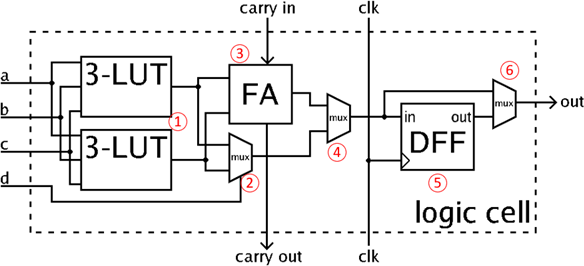 carry in
clk
a
b
c
d
3-LUT
3-LUT
①
③
FA
mux
②
mux
④
in
out
DFF
⑤
mux
⑥
out
logic cell
carry out
clk